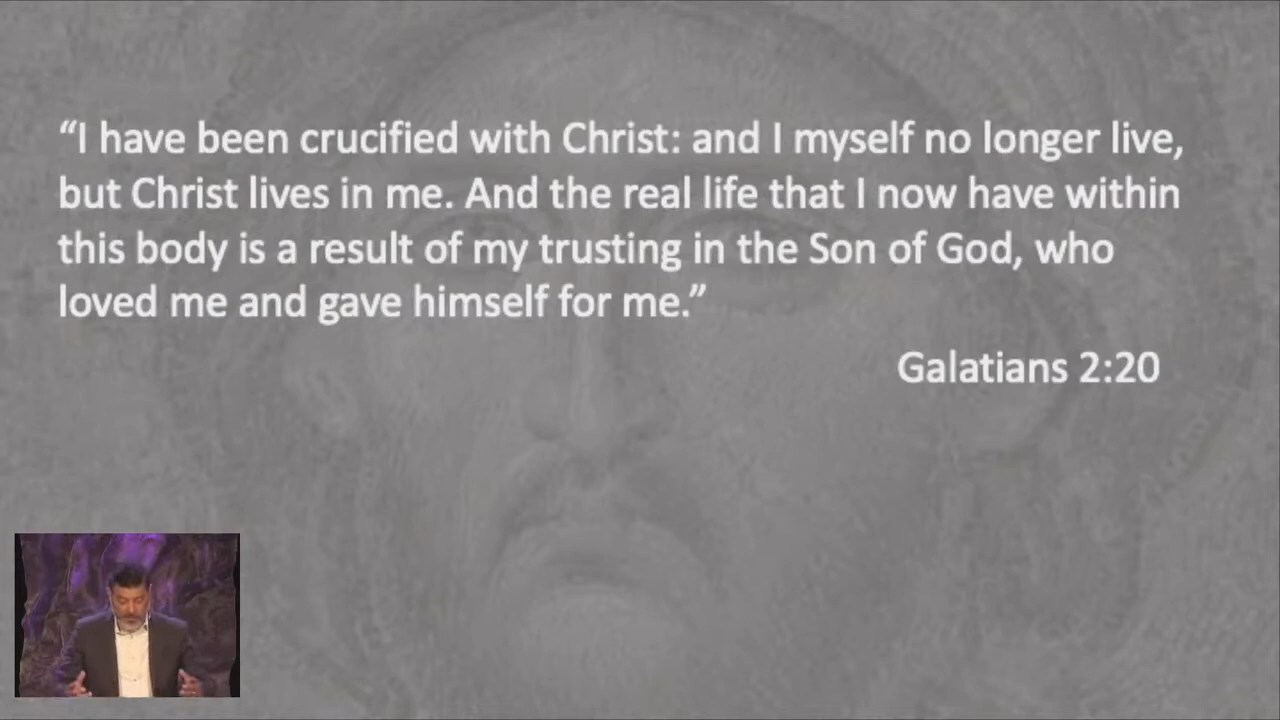 “I have been crucified with Christ: and I myself no longer live,
but Christ lives in me. And the real life that I now have within
this body is a result of my trusting in the Son of God, who
loved me and gave himself for me.”
Galatians 2:20